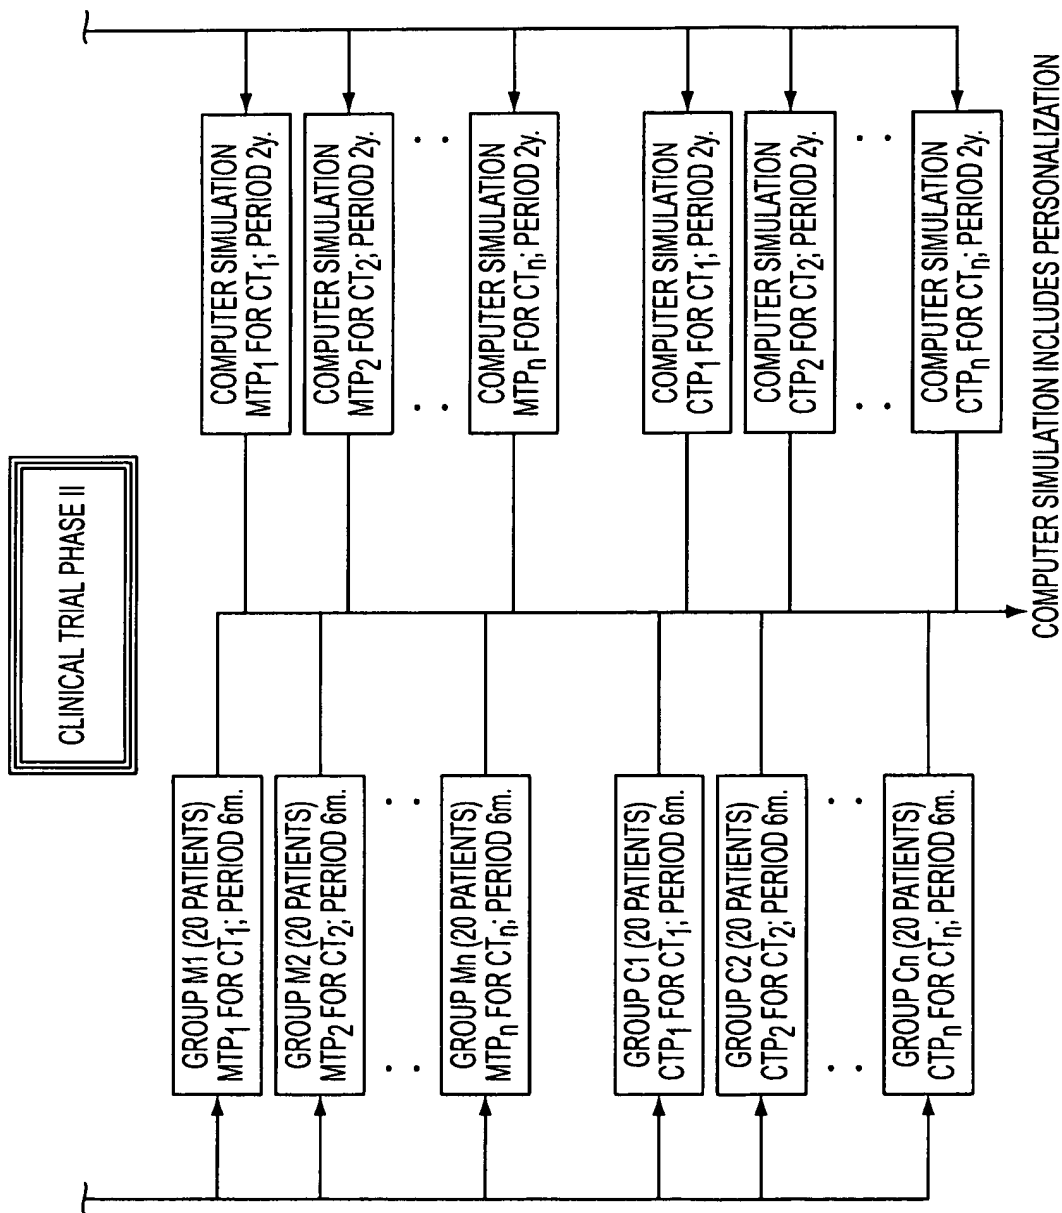 CLINICAL TRIAL PHASE II
GROUP M1 (20 PATIENTS)
MTP1 FOR CT1; PERIOD 6m.
GROUP M2 (20 PATIENTS)
MTP2 FOR CT2; PERIOD 6m.
GROUP Mn (20 PATIENTS)
MTPn FOR CTn; PERIOD 6m.
GROUP C1 (20 PATIENTS)
CTP1 FOR CT1; PERIOD 6m.
GROUP C2 (20 PATIENTS)
CTP2 FOR CT2; PERIOD 6m.
GROUP Cn (20 PATIENTS
CTPn FOR CTn; PERIOD 6m.
COMPUTER SIMULATION
MTP1 FOR CT1; PERIOD 2y.
COMPUTER SIMULATION
MTP2 FOR CT2; PERIOD 2y.
COMPUTER SIMULATION
MTPn FOR CTn; PERIOD 2y.
COMPUTER SIMULATION
CTP1 FOR CT1; PERIOD 2y.
COMPUTER SIMULATION
CTP2 FOR CT2; PERIOD 2y.
COMPUTER SIMULATION
CTPn FOR CTn; PERIOD 2y.
COMPUTER SIMULATION INCLUDES PERSONALIZATION